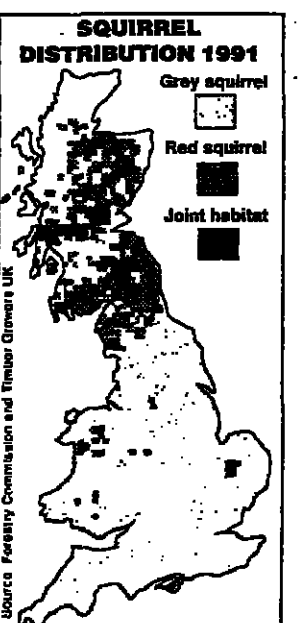 SQUIRREL
DISTRIBUTION 1991
Grey squirrel
Red squirrel
Joint habitat
Source Forestry Commission and Timber Growers UK